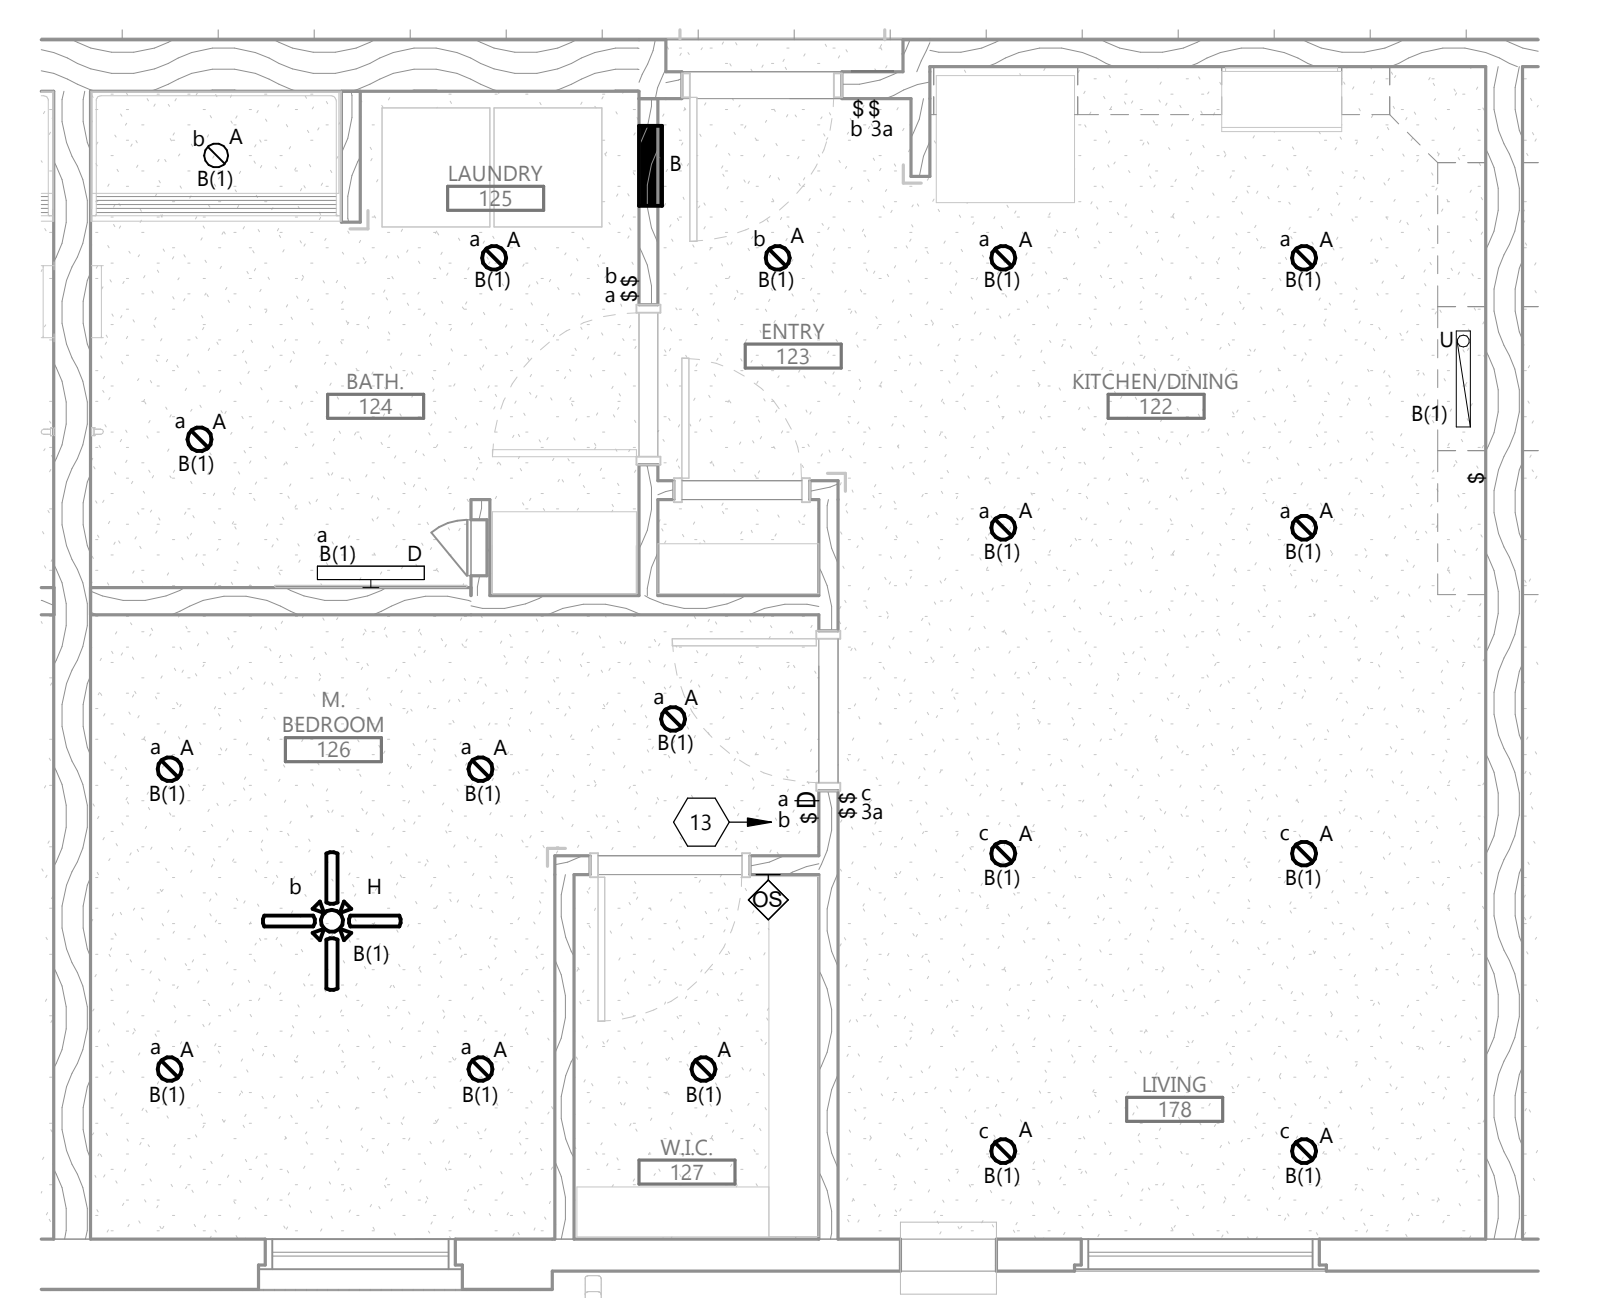 $ $
b 3a
b A
B(1)
LAUNDRY
125
B
a A
B(1)
b A
B(1)
a A
B(1)
a A
B(1)
b $
a $
ENTRY
123
U
B(1)
BATH.
124
KITCHEN/DINING
122
a A
B(1)
$
a A
B(1)
a A
B(1)
a
B(1) D
M.
BEDROOM
126
a A
B(1)
a A
B(1)
a A
B(1)
13
a D
b $
$ c
$ 3a
c A
B(1)
c A
B(1)
b H
B(1)
OS
a A
B(1)
a A
B(1)
A
B(1)
W.I.C.
127
LIVING
178
c A
B(1)
c A
B(1)